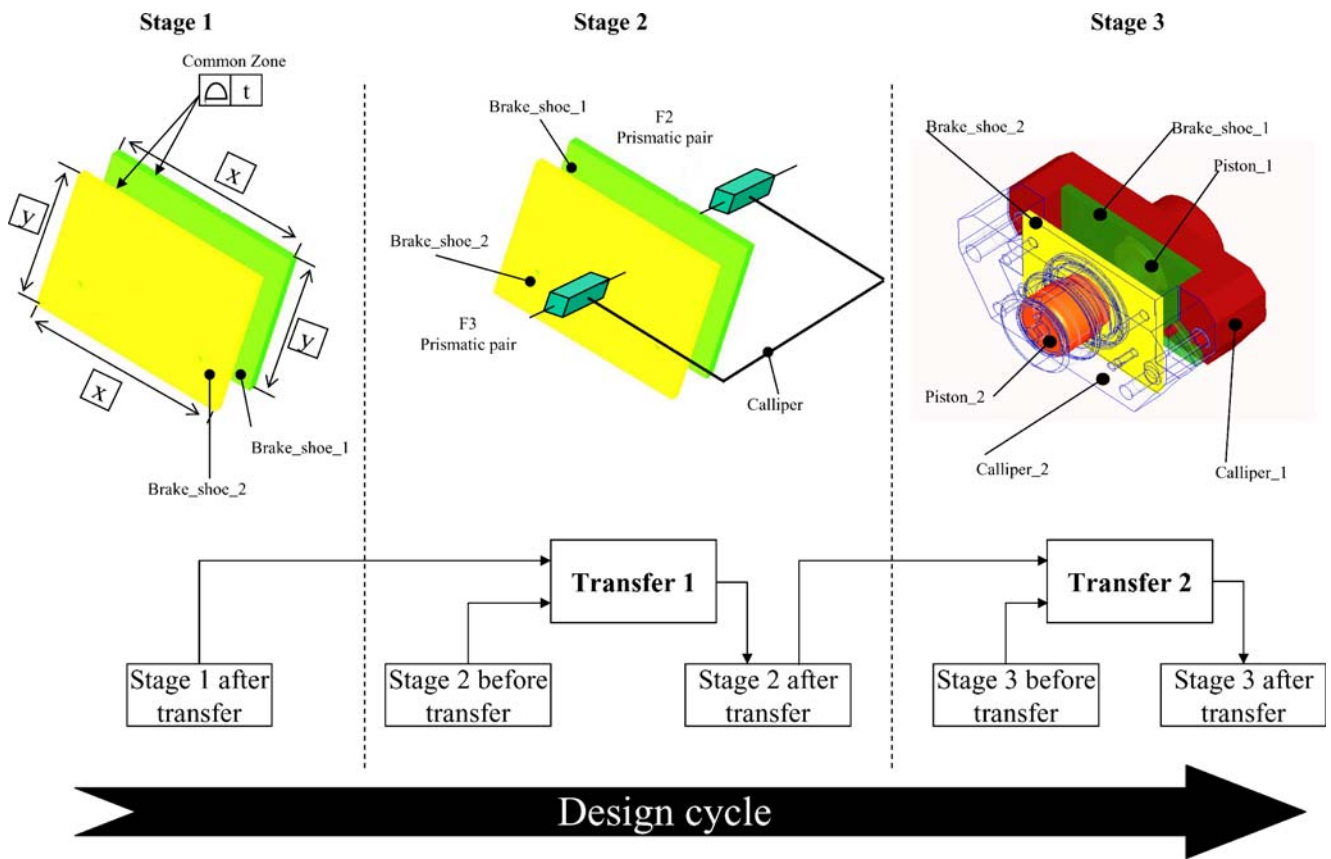 Stage 1
Common Zone
t
x
y
y
x
Brake_shoe_1
Brake_shoe_2
Stage 2
Brake_shoe_1
F2
Prismatic pair
Brake_shoe_2
F3
Prismatic pair
Calliper
Stage 3
Brake_shoe_2
Brake_shoe_1
Piston_1
Piston_2
Calliper_2
Calliper_1
Transfer 1
Transfer 2
Stage 1 after
transfer
Stage 2 before
transfer
Stage 2 after
transfer
Stage 3 before
transfer
Stage 3 after
transfer
Design cycle